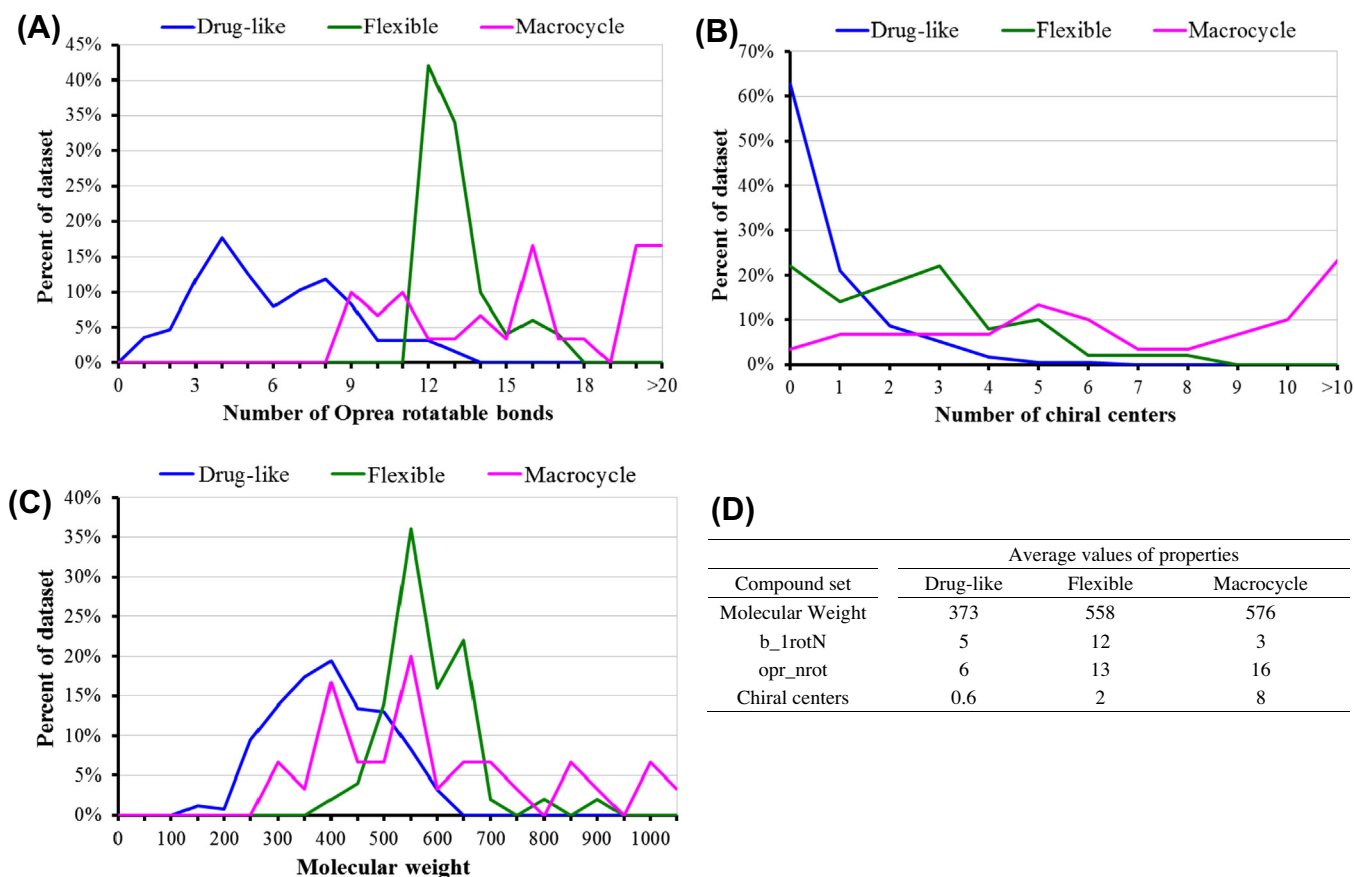 (A)
Drug-like Flexible Macrocycle
45%
40%
35%
30%
25%
20%
15%
10%
5%
0%
Percent of dataset
0 3 6 9 12 15 18 >20
Number of Oprea rotatable bonds
(B)
Drug-like Flexible Macrocycle
70%
60%
50%
40%
30%
20%
10%
0%
Percent of dataset
0 1 2 3 4 5 6 7 8 9 10 >10
Number of chiral centers
(C)
Drug-like Flexible Macrocycle
40%
35%
30%
25%
20%
15%
10%
5%
0%
Percent of dataset
0 100 200 300 400 500 600 700 800 900 1000
Molecular weight
(D)
Average values of properties
Compound set Drug-like Flexible Macrocycle
Molecular Weight 373 558 576
b_1rotN 5 12 3
opr_nrot 6 13 16
Chiral centers 0.6 2 8